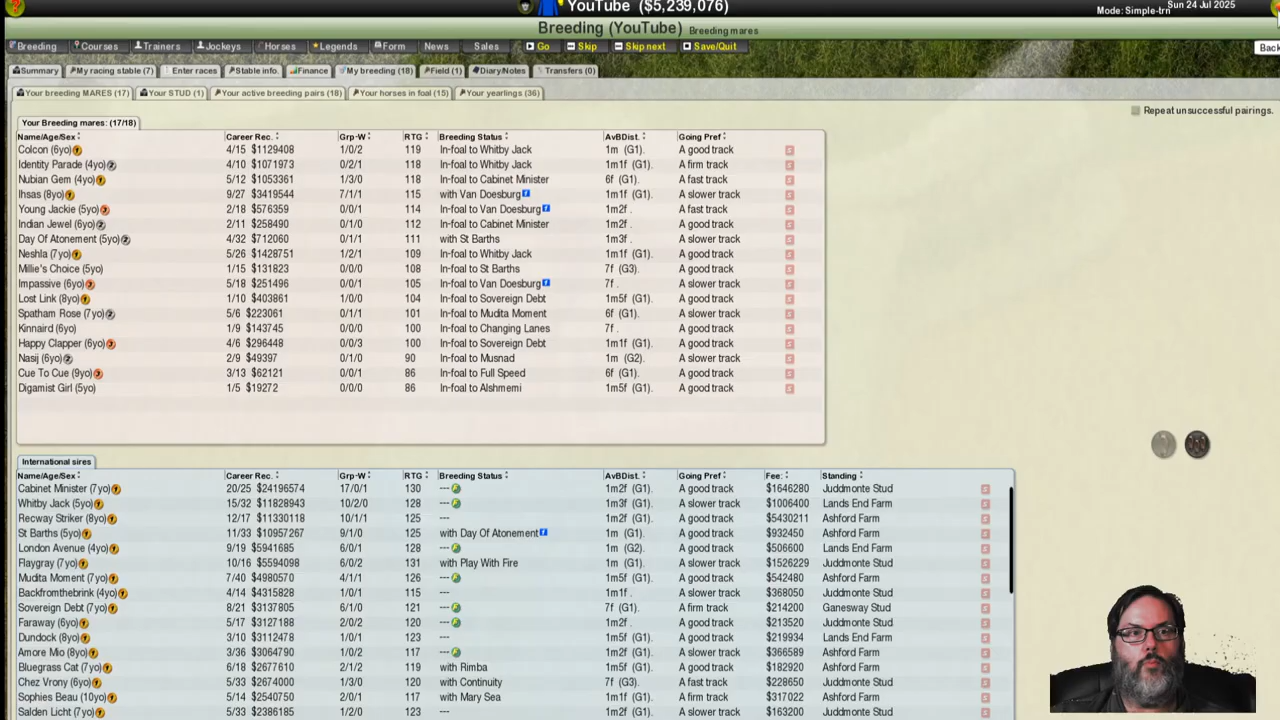 YouTube ($5,239,076)
Mode: Simple-trn
Sun 24 Jul 2025
Breeding (YouTube) Breeding mares
Breeding Courses Trainers Jockeys Horses Legends Form News Sales Go Skip Skip next Save/Quit
Back
Summary My racing stable (7) Enter races Stable info. Finance My breeding (18) Field (1) Diary/Notes Transfers (0)
Your breeding MARES (17) Your STUD (1) Your active breeding pairs (18) Your horses in foal (15) Your yearlings (36)
Repeat unsuccessful pairings.
Your Breeding mares: (17/18)
Name/Age/Sex Career Rec. Grp-W RTG Breeding Status AvBDist. Going Pref
Colcon (6yo) 4/15 $1129408 1/0/2 119 In-foal to Whitby Jack 1m (G1). A good track
Identity Parade (4yo) 4/10 $1071973 0/2/1 118 In-foal to Whitby Jack 1m1f (G1). A firm track
Nubian Gem (4yo) 5/12 $1053361 1/3/0 118 In-foal to Cabinet Minister 6f (G1). A fast track
Ihsas (8yo) 9/27 $3419544 7/1/1 115 with Van Doesburg 1m1f (G1). A slower track
Young Jackie (5yo) 2/18 $576359 0/0/1 114 In-foal to Van Doesburg 1m2f . A fast track
Indian Jewel (6yo) 2/11 $258490 0/1/0 112 In-foal to Cabinet Minister 1m2f . A good track
Day Of Atonement (5yo) 4/32 $712060 0/1/1 111 with St Barths 1m3f . A slower track
Neshla (7yo) 5/26 $1428751 1/2/1 109 In-foal to Whitby Jack 1m1f (G1). A good track
Millie's Choice (5yo) 1/15 $131823 0/0/0 108 In-foal to St Barths 7f (G3). A good track
Impassive (6yo) 5/18 $251496 0/0/1 105 In-foal to Van Doesburg 7f . A slower track
Lost Link (8yo) 1/10 $403861 1/0/0 104 In-foal to Sovereign Debt 1m5f (G1). A good track
Spatham Rose (7yo) 5/6 $223061 0/1/1 101 In-foal to Mudita Moment 6f (G1). A slower track
Kinnaird (6yo) 1/9 $143745 0/0/0 100 In-foal to Changing Lanes 7f . A good track
Happy Clapper (6yo) 4/6 $296448 0/0/3 100 In-foal to Sovereign Debt 1m1f (G1). A good track
Nasij (6yo) 2/9 $49397 0/1/0 90 In-foal to Musnad 1m (G2). A slower track
Cue To Cue (9yo) 3/13 $62121 0/0/1 86 In-foal to Full Speed 6f (G1). A good track
Digamist Girl (5yo) 1/5 $19272 0/0/0 86 In-foal to Alshmemi 1m5f (G1). A good track
International sires
Name/Age/Sex Career Rec. Grp-W RTG Breeding Status AvBDist. Going Pref Fee: Standing
Cabinet Minister (7yo) 20/25 $24196574 17/0/1 130 --- 1m2f (G1). A good track $1646280 Juddmonte Stud
Whitby Jack (5yo) 15/32 $11828943 10/2/0 128 --- 1m3f (G1). A slower track $1006400 Lands End Farm
Recway Striker (8yo) 12/17 $11330118 10/1/1 125 --- 1m2f (G1). A good track $5430211 Ashford Farm
St Barths (5yo) 11/33 $10957267 9/1/0 125 with Day Of Atonement 1m (G1). A good track $932450 Ashford Farm
London Avenue (4yo) 9/19 $5941685 6/0/1 128 --- 1m (G2). A good track $506600 Lands End Farm
Flaygray (7yo) 10/16 $5594098 6/0/2 131 with Play With Fire 1m (G1). A slower track $1526229 Juddmonte Stud
Mudita Moment (7yo) 7/40 $4980570 4/1/1 126 --- 1m5f (G1). A good track $542480 Ashford Farm
Backfromthebrink (4yo) 4/14 $4315828 1/0/1 115 --- 1m1f . A slower track $368050 Juddmonte Stud
Sovereign Debt (7yo) 8/21 $3137805 6/1/0 121 --- 7f (G1). A firm track $214200 Ganesway Stud
Faraway (6yo) 5/17 $3127188 2/0/2 120 --- 1m2f . A good track $213520 Juddmonte Stud
Dundock (8yo) 3/10 $3112478 1/0/1 123 --- 1m5f (G1). A good track $219934 Lands End Farm
Amore Mio (8yo) 3/36 $3064790 1/0/2 117 --- 1m2f (G1). A good track $366589 Ashford Farm
Bluegrass Cat (7yo) 6/18 $2677610 2/1/2 119 with Rimba 1m5f (G1). A good track $182920 Ashford Farm
Chez Vrony (6yo) 5/33 $2674000 1/3/0 120 with Continuity 7f (G3). A fast track $228650 Juddmonte Stud
Sophies Beau (10yo) 5/14 $2540750 2/0/1 117 with Mary Sea 1m1f (G1). A firm track $317022 Ashford Farm
Salden Licht (7yo) 5/33 $2386185 1/2/0 123 --- 1m2f (G1). A slower track $163200 Juddmonte Stud